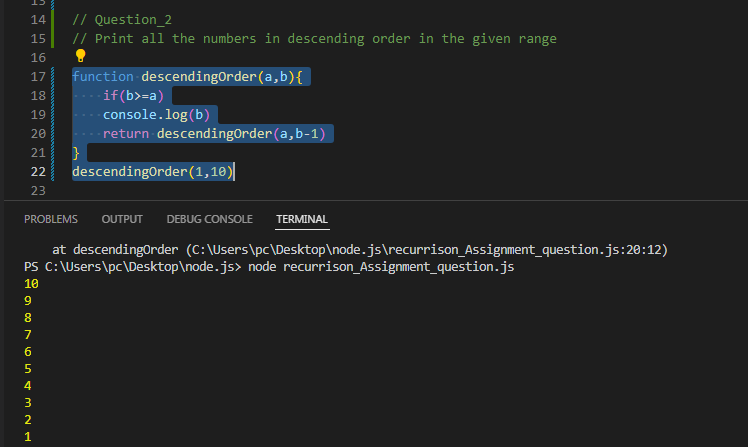 13
14 // Question_2
15 // Print all the numbers in descending order in the given range
16
17 function descendingOrder(a,b){
18 if(b>=a)
19 console.log(b)
20 return descendingOrder(a,b-1)
21 }
22 descendingOrder(1,10)
23
PROBLEMS OUTPUT DEBUG CONSOLE TERMINAL
at descendingOrder (C:\Users\pc\Desktop\node.js\recurrison_Assignment_question.js:20:12)
PS C:\Users\pc\Desktop\node.js> node recurrison_Assignment_question.js
10
9
8
7
6
5
4
3
2
1